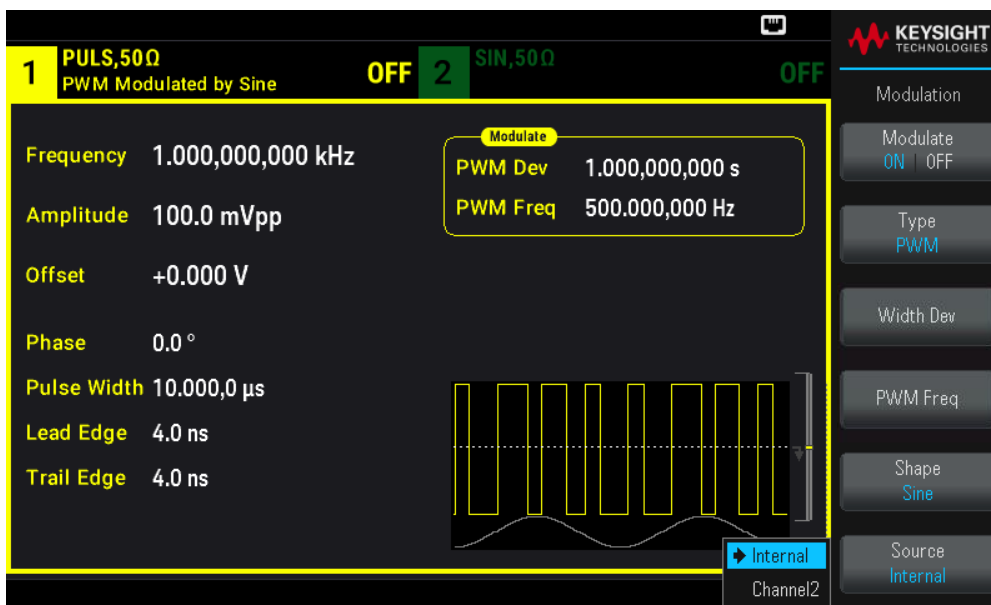 1 PULS,50Ω OFF
PWM Modulated by Sine
2 SIN,50Ω OFF
Frequency 1.000,000,000 kHz
Amplitude 100.0 mVpp
Offset +0.000 V
Phase 0.0 °
Pulse Width 10.000,0 µs
Lead Edge 4.0 ns
Trail Edge 4.0 ns
Modulate
PWM Dev 1.000,000,000 s
PWM Freq 500.000,000 Hz
Internal
Channel2
KEYSIGHT
TECHNOLOGIES
Modulation
Modulate
ON | OFF
Type
PWM
Width Dev
PWM Freq
Shape
Sine
Source
Internal